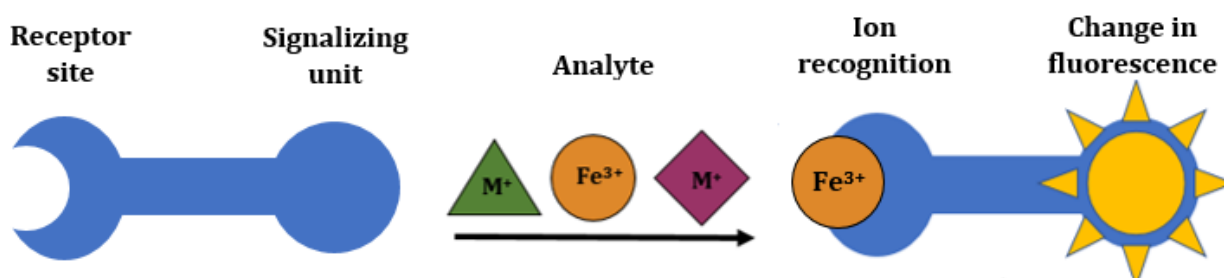 Receptor
site
Signalizing
unit
Analyte
Ion
recognition
Change in
fluorescence
M⁺
Fe³⁺
M⁺
Fe³⁺